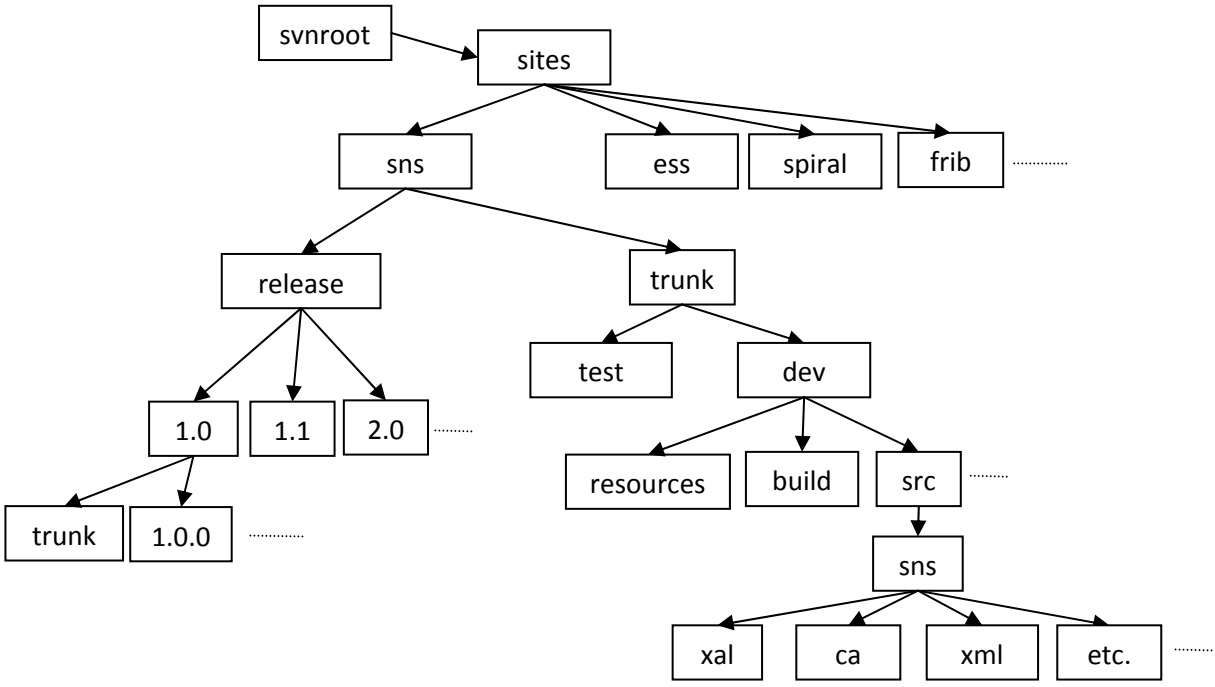 svnroot
sites
sns
ess
spiral
frib
release
trunk
test
dev
1.0
1.1
2.0
resources
build
src
trunk
1.0.0
sns
xal
ca
xml
etc.